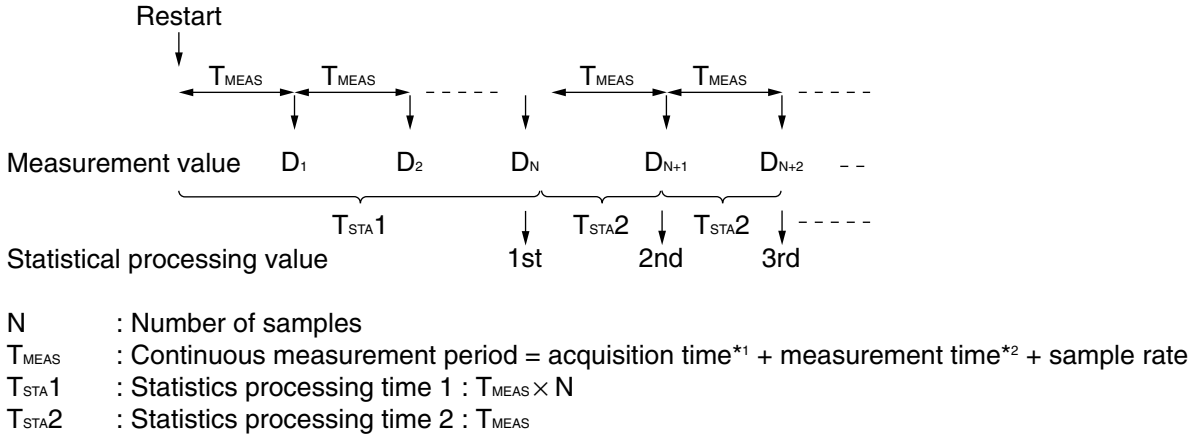 Restart
TMEAS TMEAS TMEAS TMEAS
Measurement value D1 D2 DN DN+1 DN+2
TSTA1 TSTA2 TSTA2
Statistical processing value 1st 2nd 3rd
N : Number of samples
TMEAS : Continuous measurement period = acquisition time*1 + measurement time*2 + sample rate
TSTA1 : Statistics processing time 1 : TMEAS × N
TSTA2 : Statistics processing time 2 : TMEAS